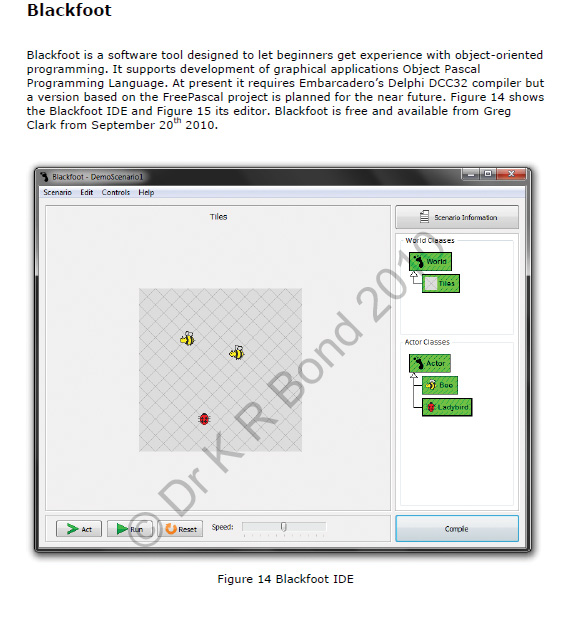 Blackfoot
Blackfoot is a software tool designed to let beginners get experience with object-oriented
programming. It supports development of graphical applications Object Pascal
Programming Language. At present it requires Embarcadero’s Delphi DCC32 compiler but
a version based on the FreePascal project is planned for the near future. Figure 14 shows
the Blackfoot IDE and Figure 15 its editor. Blackfoot is free and available from Greg
Clark from September 20th 2010.
Blackfoot - DemoScenario1
Scenario Edit Controls Help
Tiles
Scenario Information
World Classes
World
Tiles
Actor Classes
Actor
Bee
Ladybird
Act
Run
Reset
Speed:
Compile
© Dr K R Bond 2010
Figure 14 Blackfoot IDE